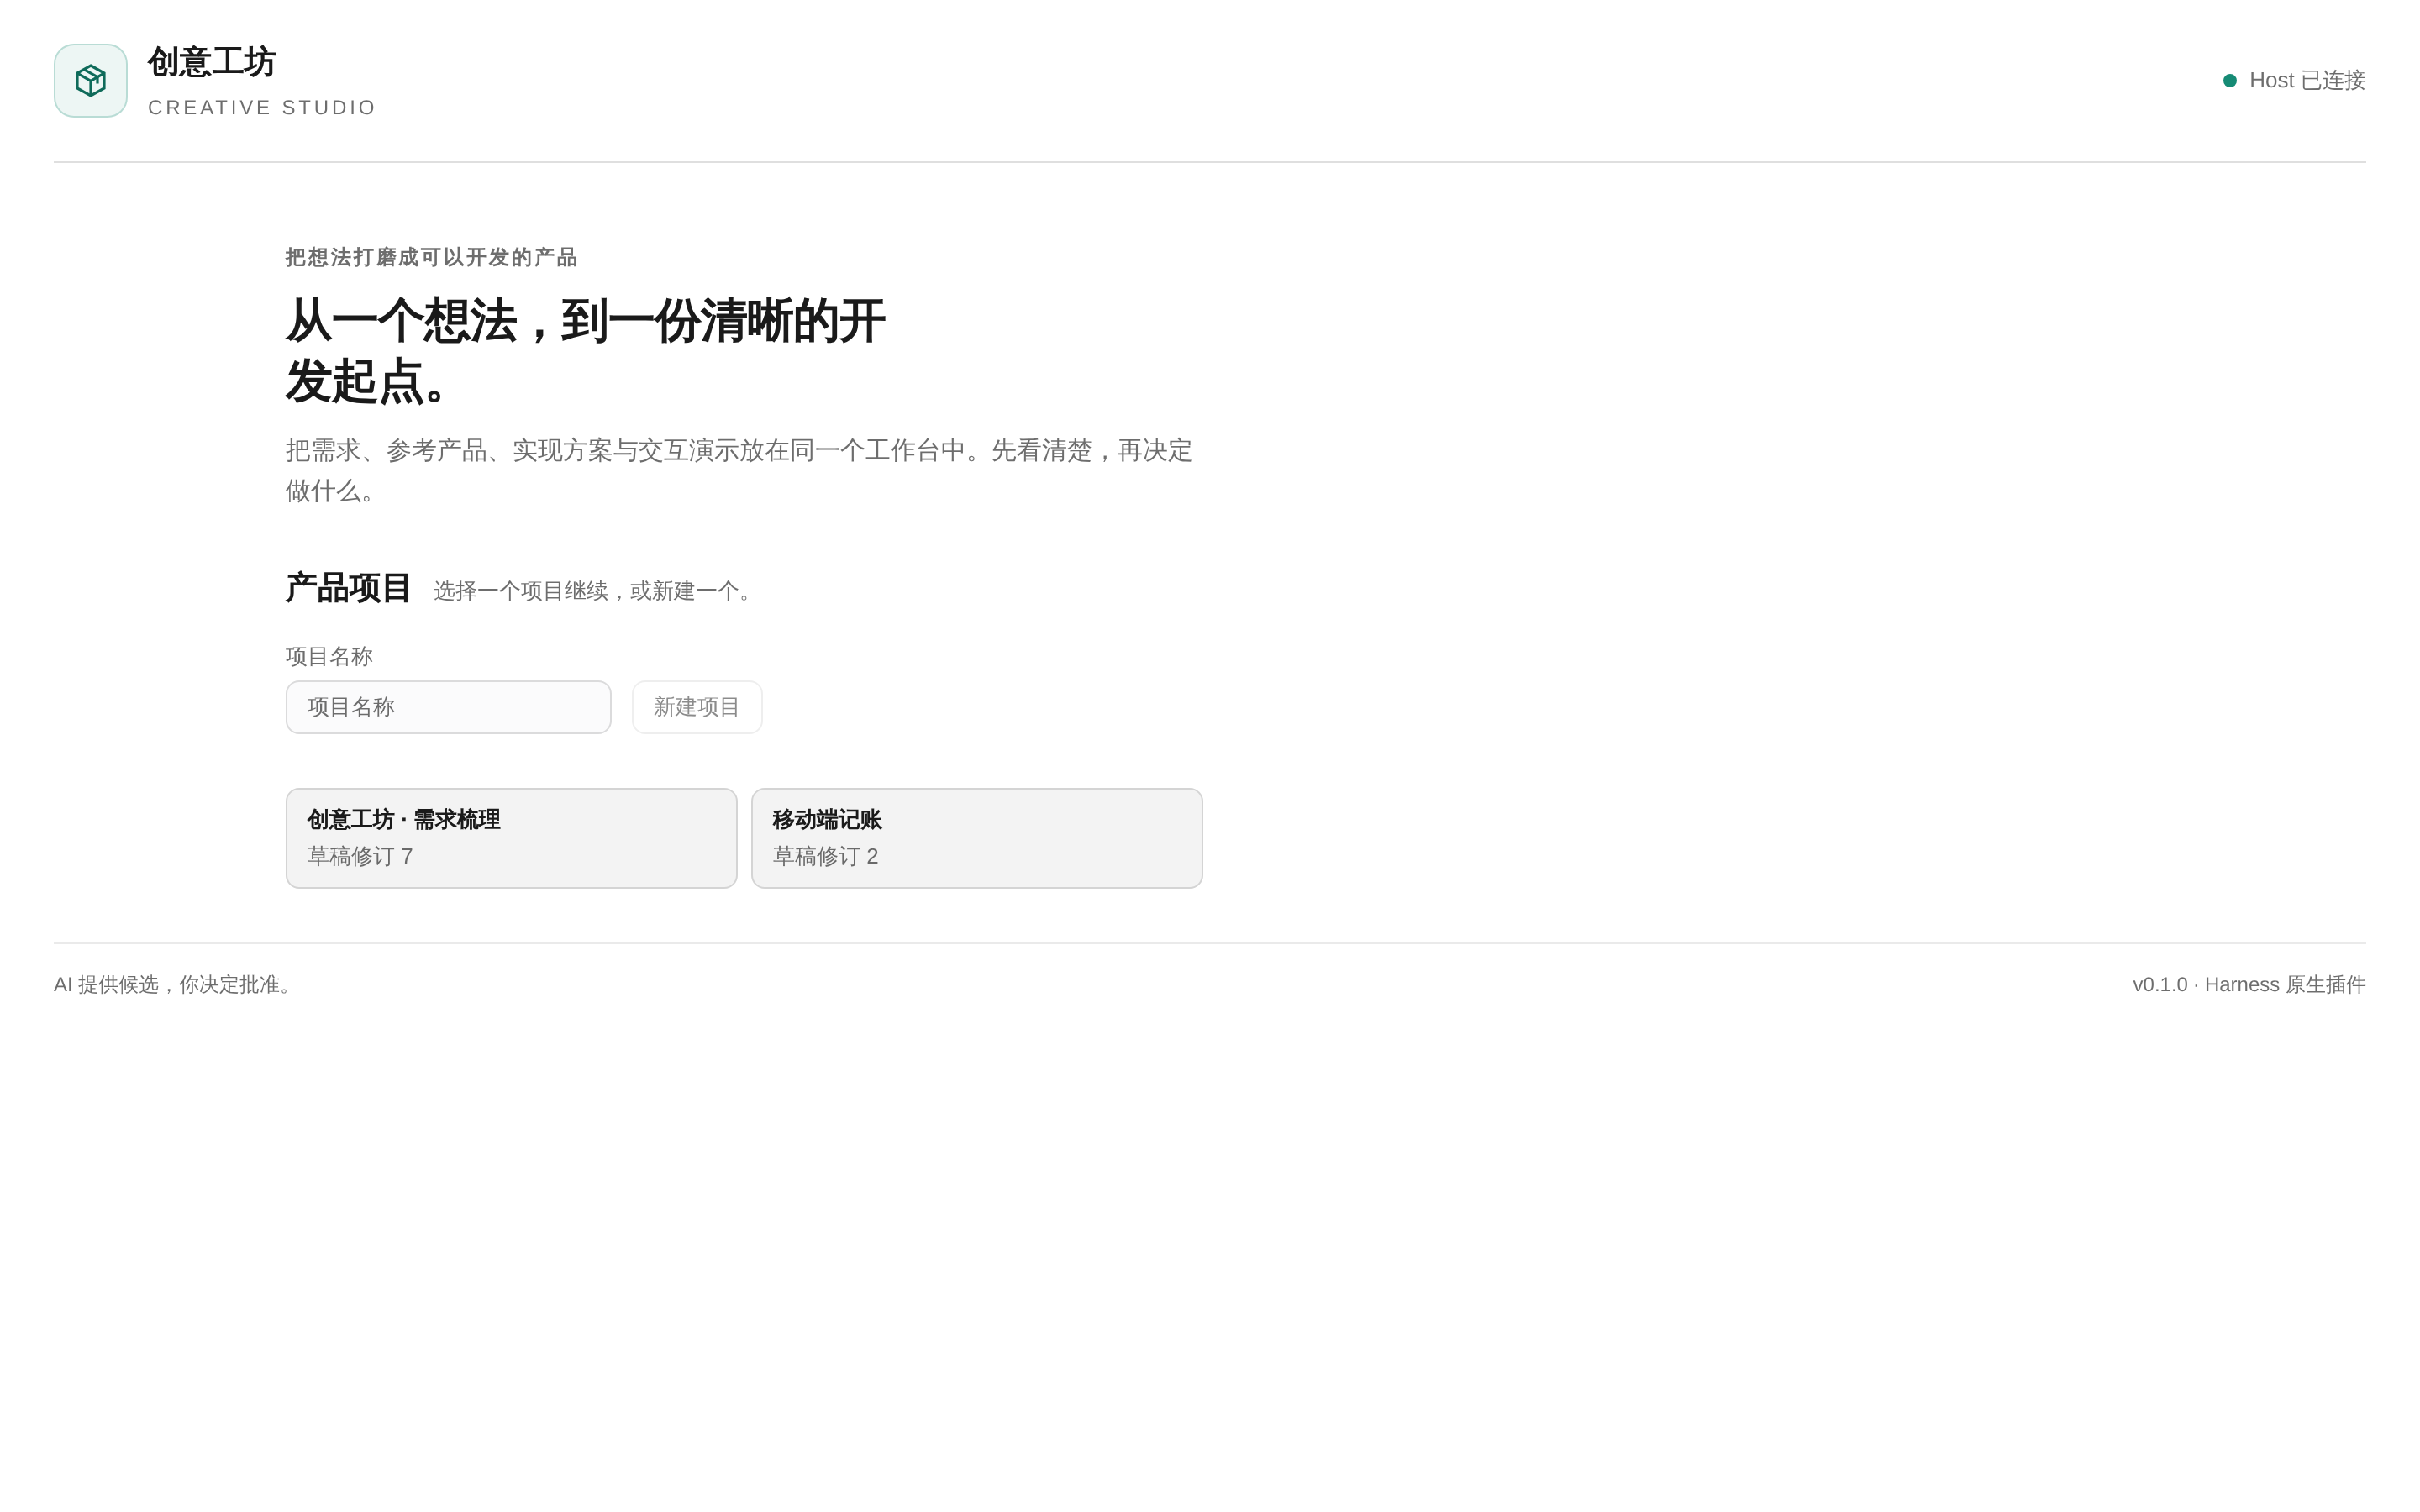 创意工坊
CREATIVE STUDIO
Host 已连接
把想法打磨成可以开发的产品
从一个想法，到一份清晰的开
发起点。
把需求、参考产品、实现方案与交互演示放在同一个工作台中。先看清楚，再决定
做什么。
产品项目 选择一个项目继续，或新建一个。
项目名称
项目名称 新建项目
创意工坊 · 需求梳理
草稿修订 7
移动端记账
草稿修订 2
AI 提供候选，你决定批准。
v0.1.0 · Harness 原生插件